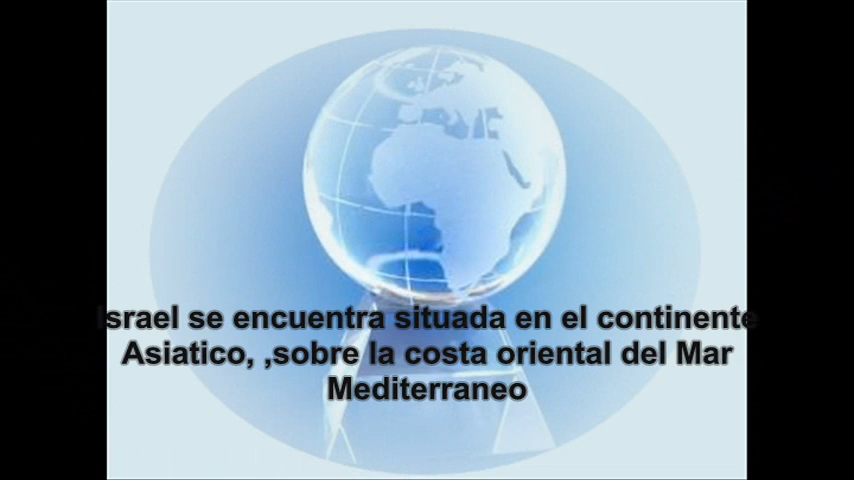 Israel se encuentra situada en el continente
Asiatico, ,sobre la costa oriental del Mar
Mediterraneo